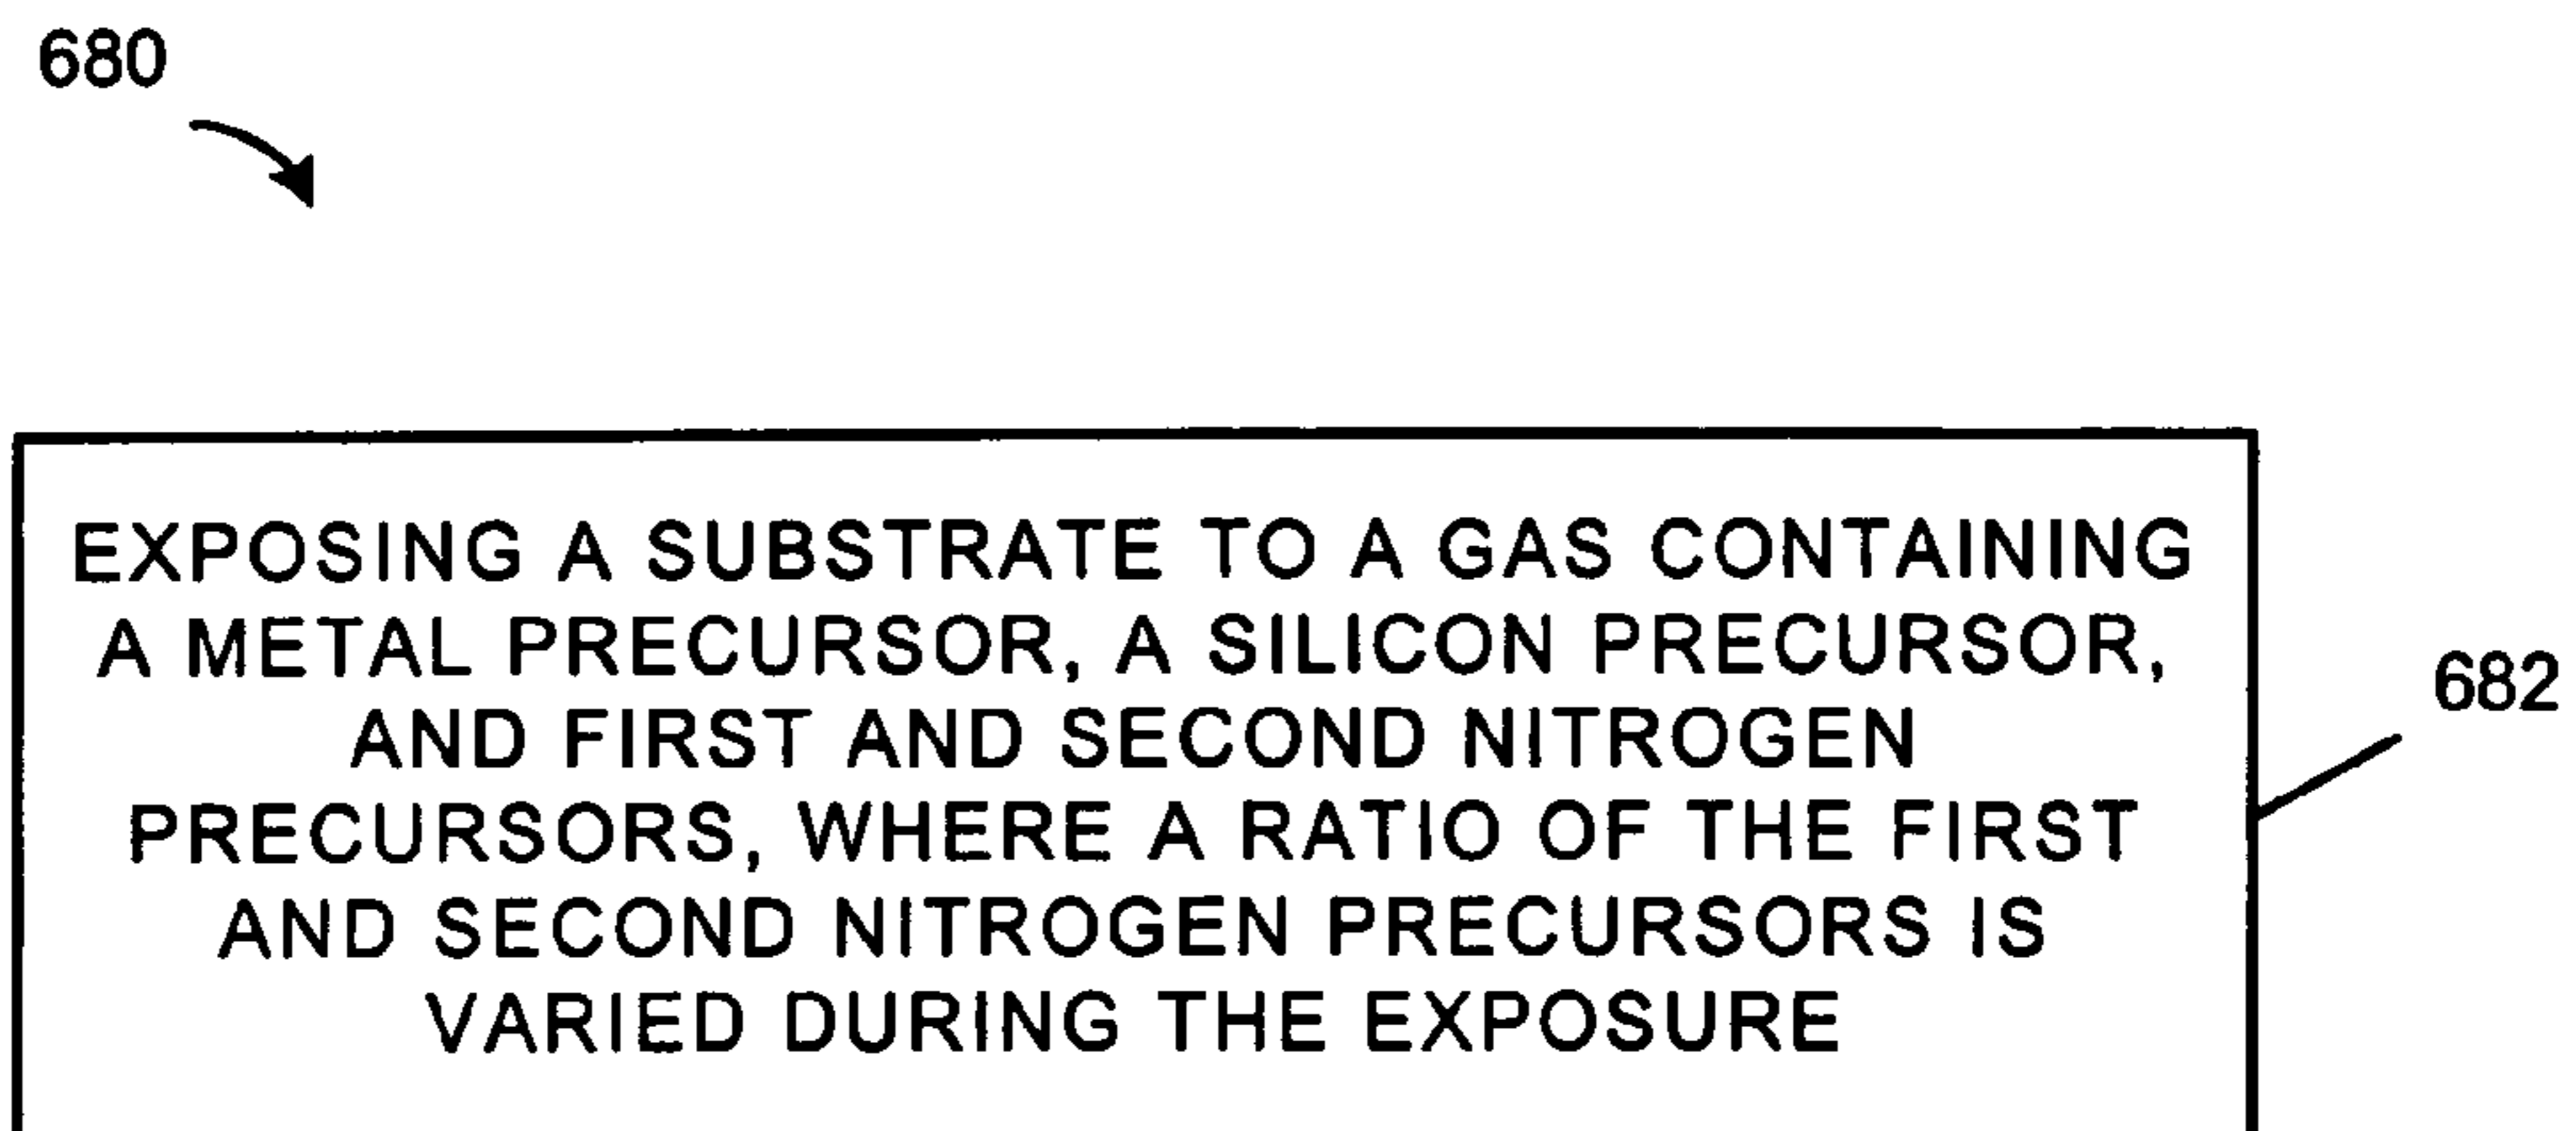 680
EXPOSING A SUBSTRATE TO A GAS CONTAINING
A METAL PRECURSOR, A SILICON PRECURSOR,
AND FIRST AND SECOND NITROGEN
PRECURSORS, WHERE A RATIO OF THE FIRST
AND SECOND NITROGEN PRECURSORS IS
VARIED DURING THE EXPOSURE
682